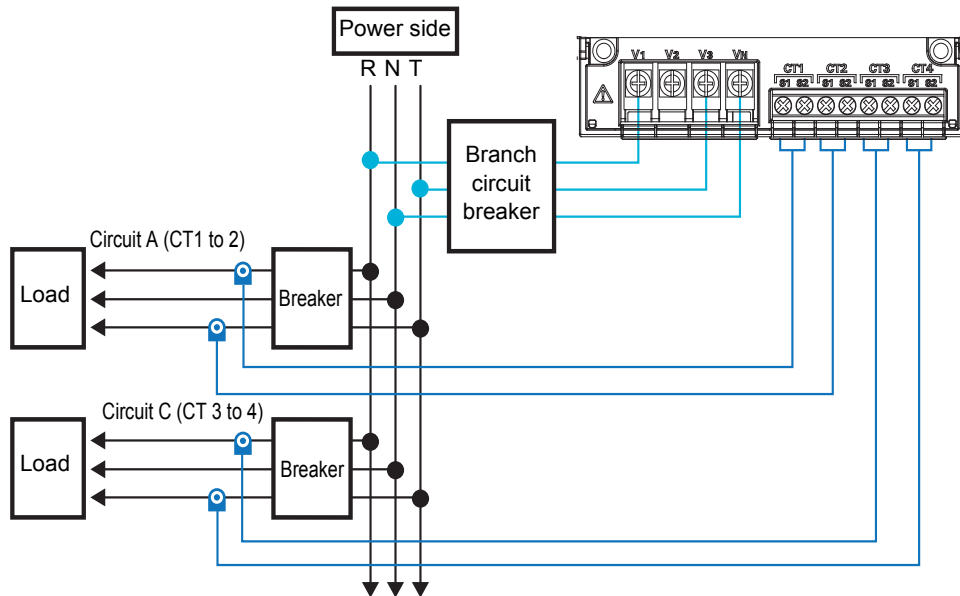 Power side
R N T
V1 V2 V3 VN
CT1 CT2 CT3 CT4
S1 S2 S1 S2 S1 S2 S1 S2
Branch
circuit
breaker
Circuit A (CT1 to 2)
Load
Breaker
Circuit C (CT 3 to 4)
Load
Breaker